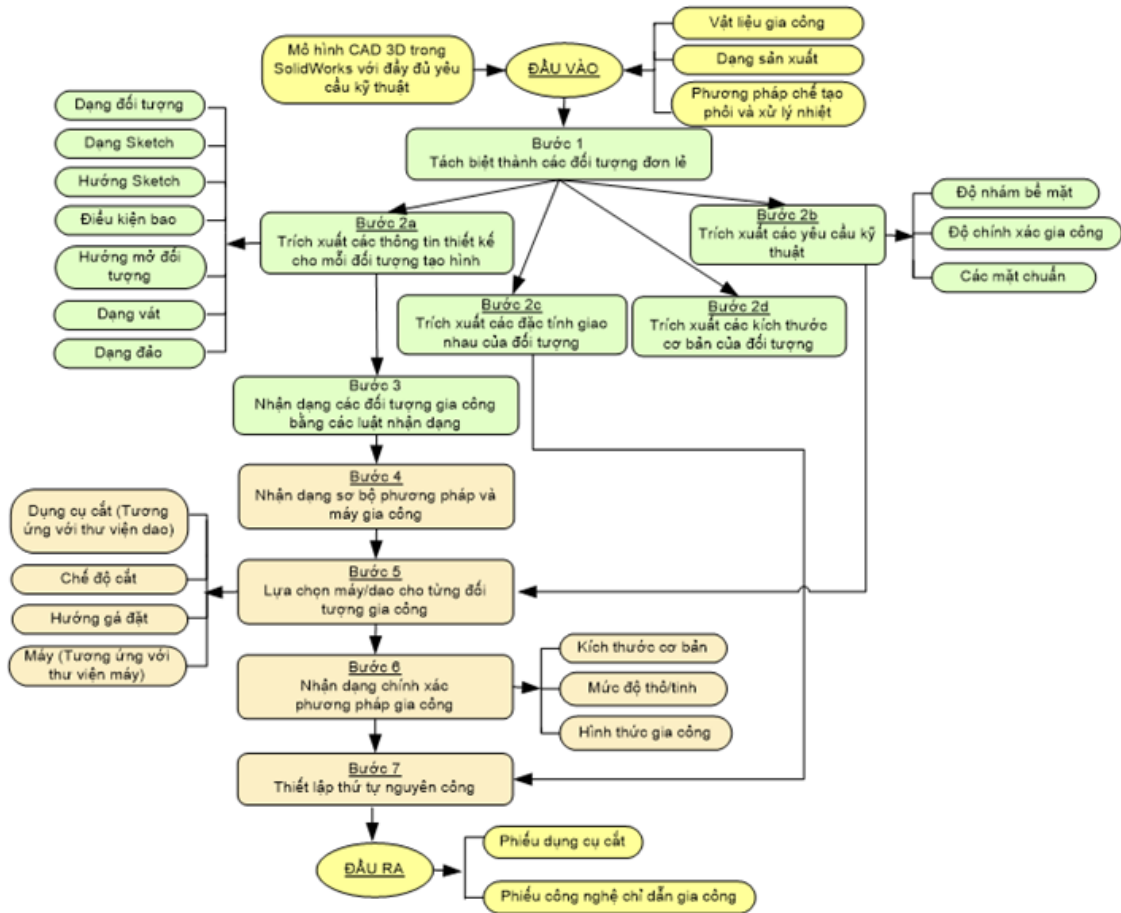 Mô hình CAD 3D trong
SolidWorks với đầy đủ yêu
cầu kỹ thuật
ĐẦU VÀO
Vật liệu gia công
Dạng sản xuất
Phương pháp chế tạo
phôi và xử lý nhiệt
Bước 1
Tách biệt thành các đối tượng đơn lẻ
Dạng đối tượng
Dạng Sketch
Hướng Sketch
Điều kiện bao
Hướng mở đối
tượng
Dạng vát
Dạng đảo
Bước 2a
Trích xuất các thông tin thiết kế
cho mỗi đối tượng tạo hình
Bước 2b
Trích xuất các yêu cầu kỹ
thuật
Độ nhám bề mặt
Độ chính xác gia công
Các mặt chuẩn
Bước 2c
Trích xuất các đặc tính giao
nhau của đối tượng
Bước 2d
Trích xuất các kích thước
cơ bản của đối tượng
Bước 3
Nhận dạng các đối tượng gia công
bằng các luật nhận dạng
Bước 4
Nhận dạng sơ bộ phương pháp và
máy gia công
Dụng cụ cắt (Tương
ứng với thư viện dao)
Chế độ cắt
Hướng gá đặt
Máy (Tương ứng với
thư viện máy)
Bước 5
Lựa chọn máy/dao cho từng đối
tượng gia công
Bước 6
Nhận dạng chính xác
phương pháp gia công
Kích thước cơ bản
Mức độ thô/tinh
Hình thức gia công
Bước 7
Thiết lập thứ tự nguyên công
ĐẦU RA
Phiếu dụng cụ cắt
Phiếu công nghệ chỉ dẫn gia công